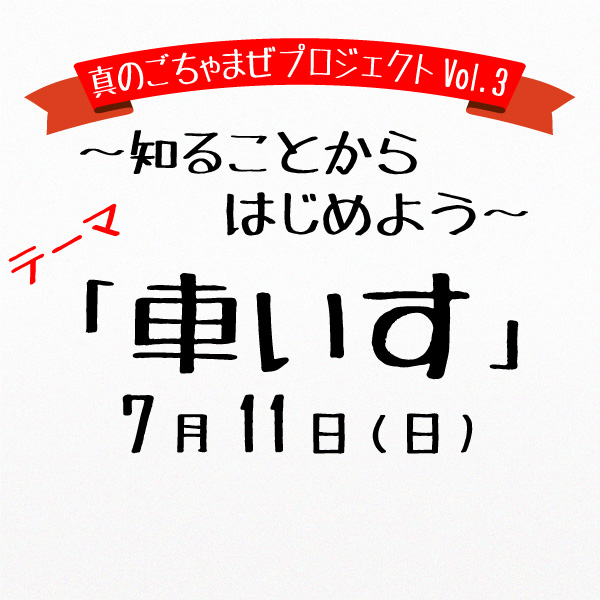 真のごちゃまぜプロジェクト Vol.3
～知ることから
はじめよう～
テーマ
「車いす」
7月11日(日)